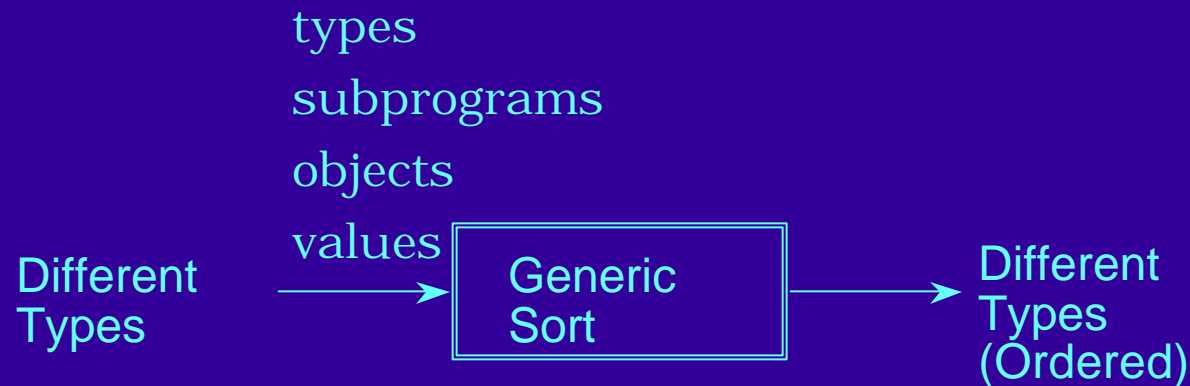 types
subprograms
objects
values
Different
Types
Generic
Sort
Different
Types
(Ordered)